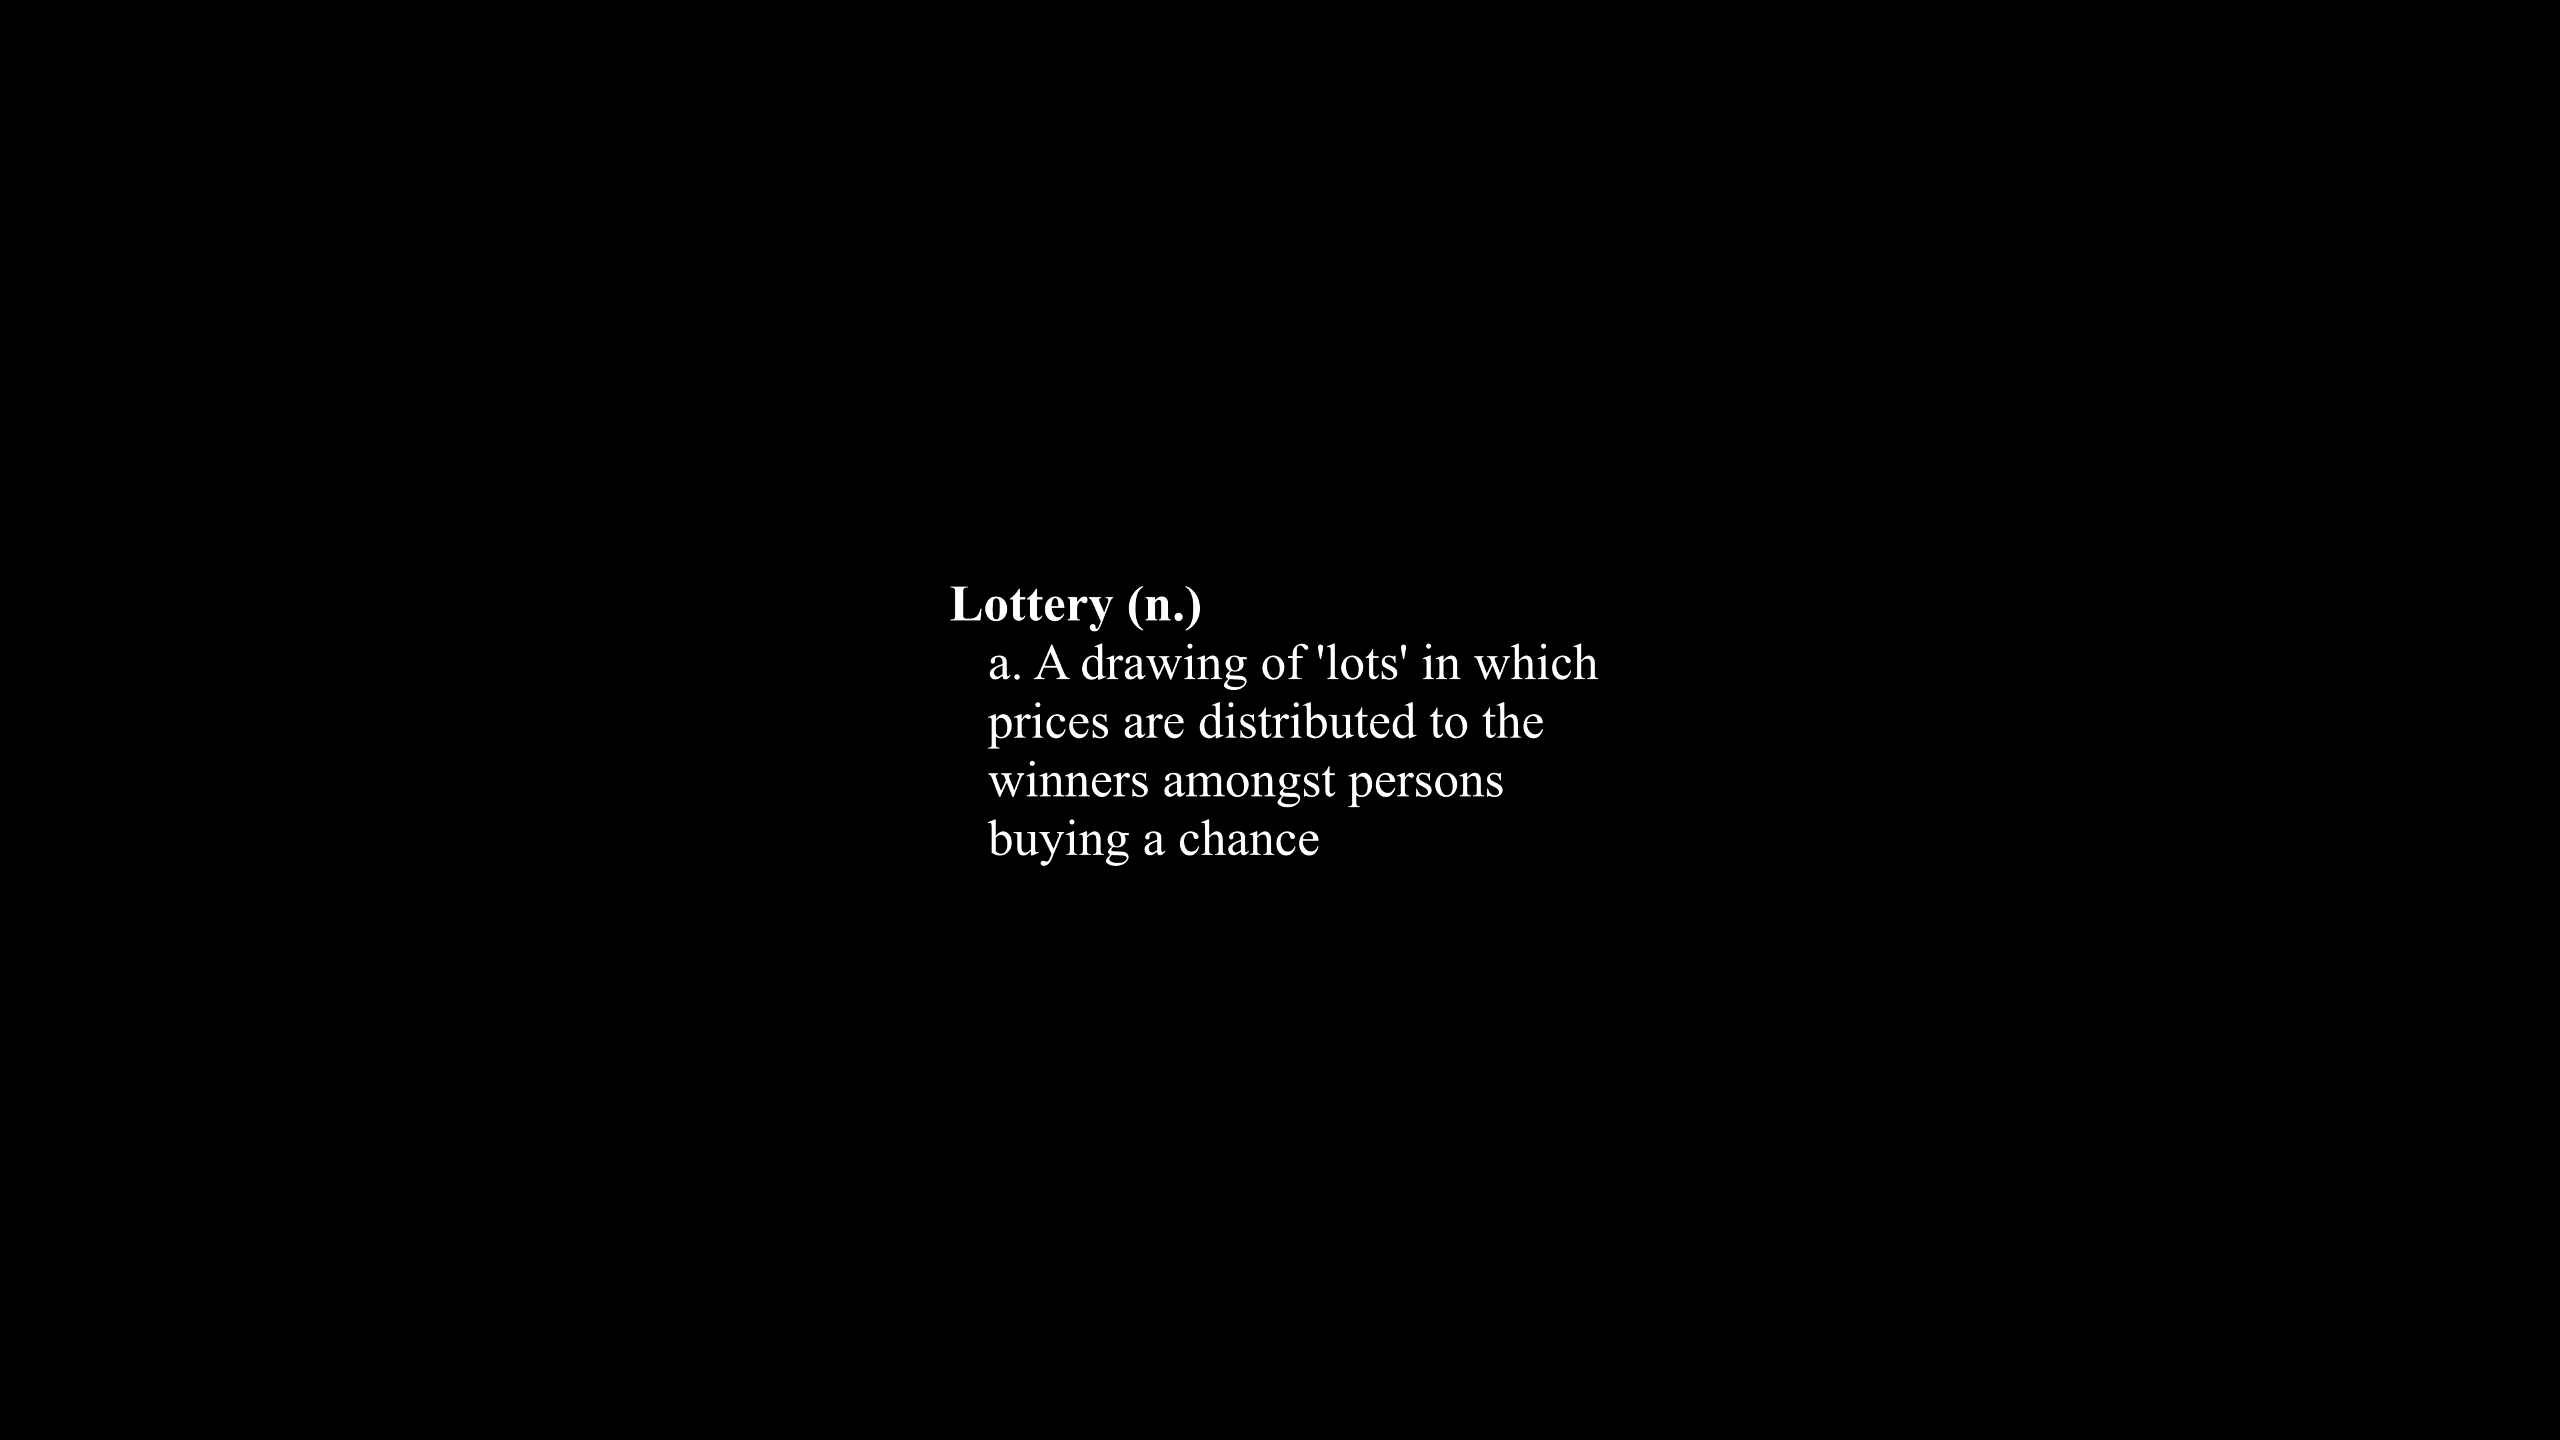 Lottery (n.)
a. A drawing of 'lots' in which
prices are distributed to the
winners amongst persons
buying a chance